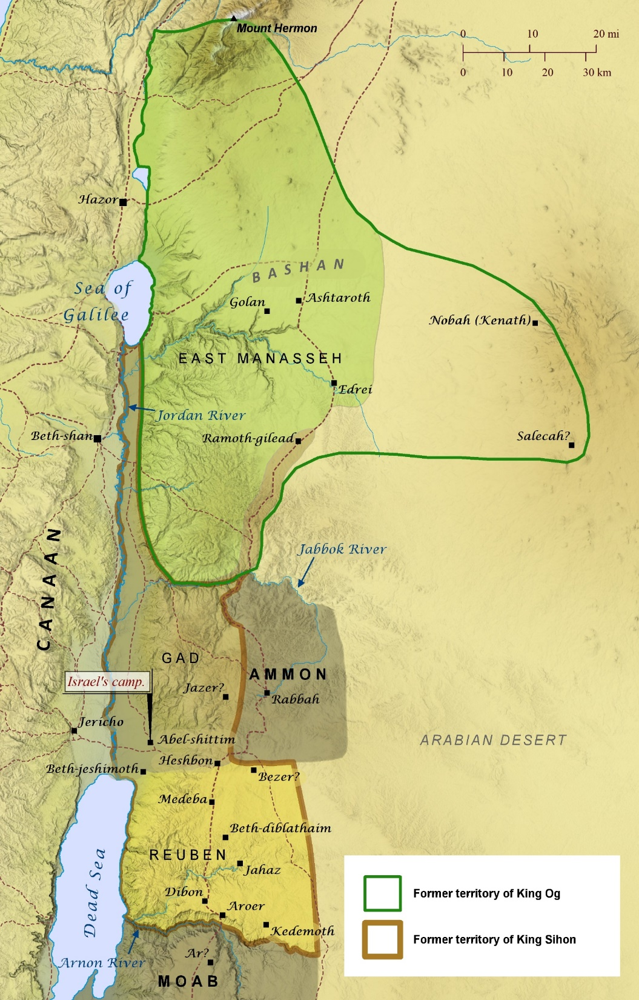 Mount Hermon
0 10 20 mi
0 10 20 30 km
Hazor
BASHAN
Sea of
Galilee
Golan
Ashtaroth
Nobah (Kenath)
EAST MANASSEH
Edrei
Jordan River
Beth-shan
Ramoth-gilead
Salecah?
CANAAN
Jabbok River
GAD
AMMON
Israel's camp.
Jazer?
Rabbah
Jericho
Abel-shittim
ARABIAN DESERT
Heshbon
Beth-jeshimoth
Bezer?
Medeba
Beth-diblathaim
REUBEN
Jahaz
Dead Sea
Dibon
Aroer
Kedemoth
Arnon River
Ar?
MOAB
Former territory of King Og
Former territory of King Sihon